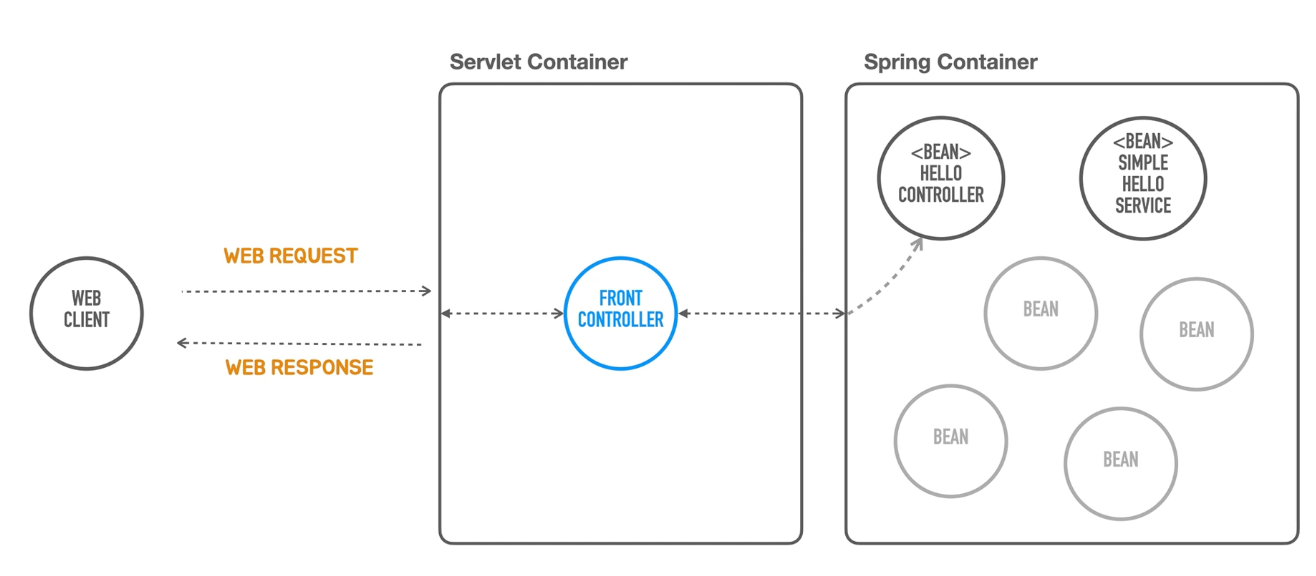 Servlet Container
Spring Container
<BEAN>
HELLO
CONTROLLER
<BEAN>
SIMPLE
HELLO
SERVICE
WEB REQUEST
WEB
CLIENT
FRONT
CONTROLLER
WEB RESPONSE
BEAN
BEAN
BEAN
BEAN